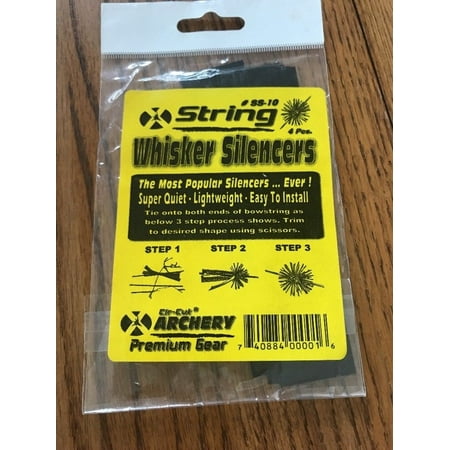 # SS-10
String
4 Pcs.
Whisker Silencers
The Most Popular Silencers ... Ever !
Super Quiet - Lightweight - Easy To Install
Tie onto both ends of bowstring as
below 3 step process shows. Trim
to desired shape using scissors.
STEP 1 STEP 2 STEP 3
Cir-Cut®
ARCHERY
Premium Gear
7 40884 00001 6